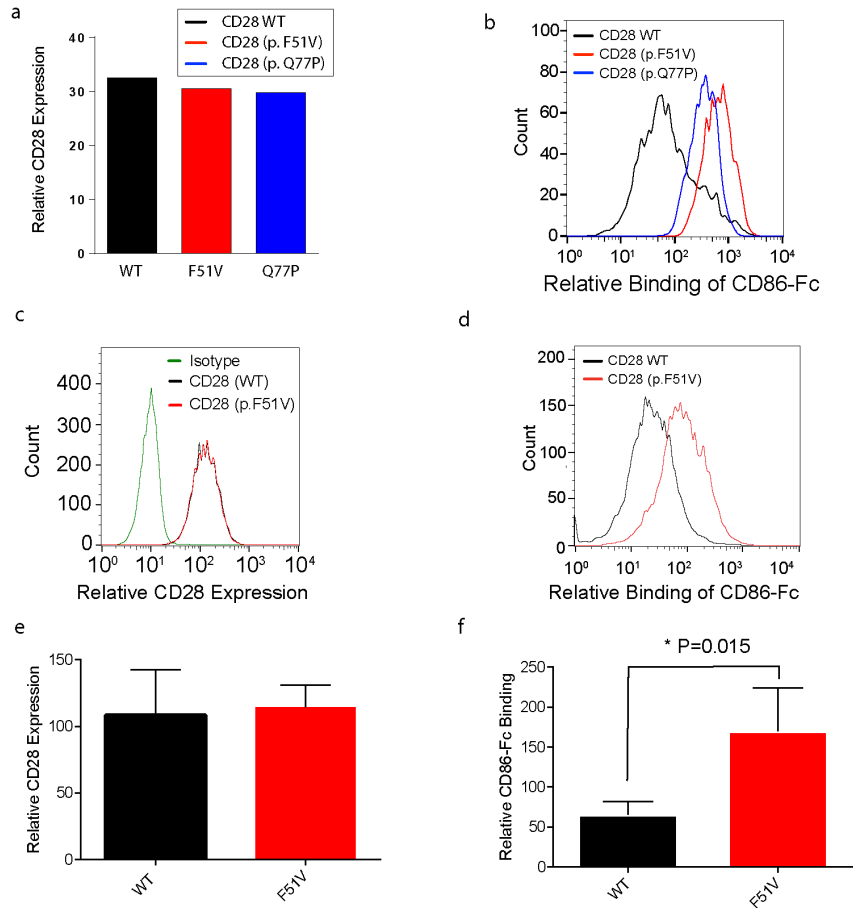 a
CD28 WT
CD28 (p. F51V)
CD28 (p. Q77P)
Relative CD28 Expression
40
30
20
10
0
WT
F51V
Q77P
b
CD28 WT
CD28 (p.F51V)
CD28 (p.Q77P)
Count
100
80
60
40
20
0
10⁰
10¹
10²
10³
10⁴
Relative Binding of CD86-Fc
c
Isotype
CD28 (WT)
CD28 (p.F51V)
Count
400
300
200
100
0
10⁰
10¹
10²
10³
10⁴
Relative CD28 Expression
d
CD28 WT
CD28 (p.F51V)
Count
200
150
100
50
0
10⁰
10¹
10²
10³
10⁴
Relative Binding of CD86-Fc
e
Relative CD28 Expression
150
100
50
0
WT
F51V
f
* P=0.015
Relative CD86-Fc Binding
250
200
150
100
50
0
WT
F51V